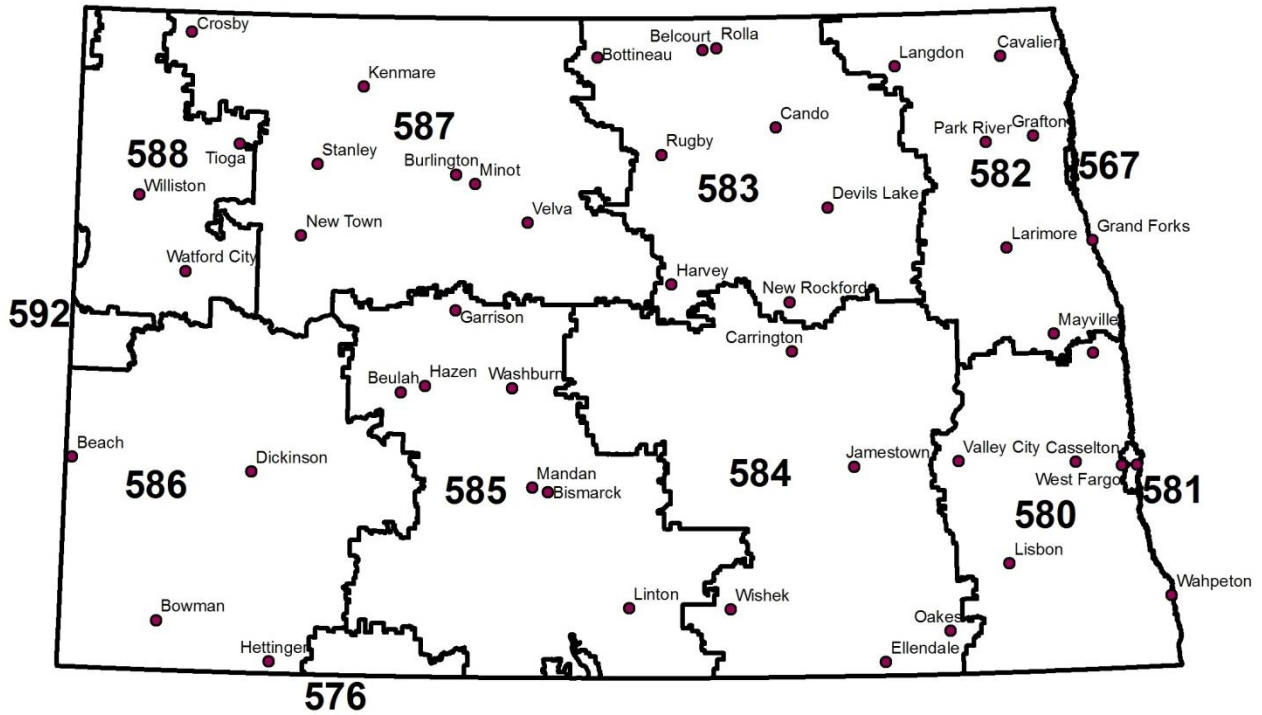 Crosby
Belcourt
Rolla
Bottineau
Langdon
Cavalier
Kenmare
587
Cando
Park River
Grafton
588
Tioga
Stanley
Burlington
Minot
Rugby
583
582
567
Williston
Devils Lake
New Town
Velva
Larimore
Grand Forks
Watford City
Harvey
New Rockford
592
Garrison
Mayville
Carrington
Beulah
Hazen
Washburn
Beach
Dickinson
586
Mandan
Bismarck
585
584
Jamestown
Valley City
Casselton
West Fargo
581
580
Lisbon
Wahpeton
Bowman
Linton
Wishek
Oakes
Hettinger
Ellendale
576